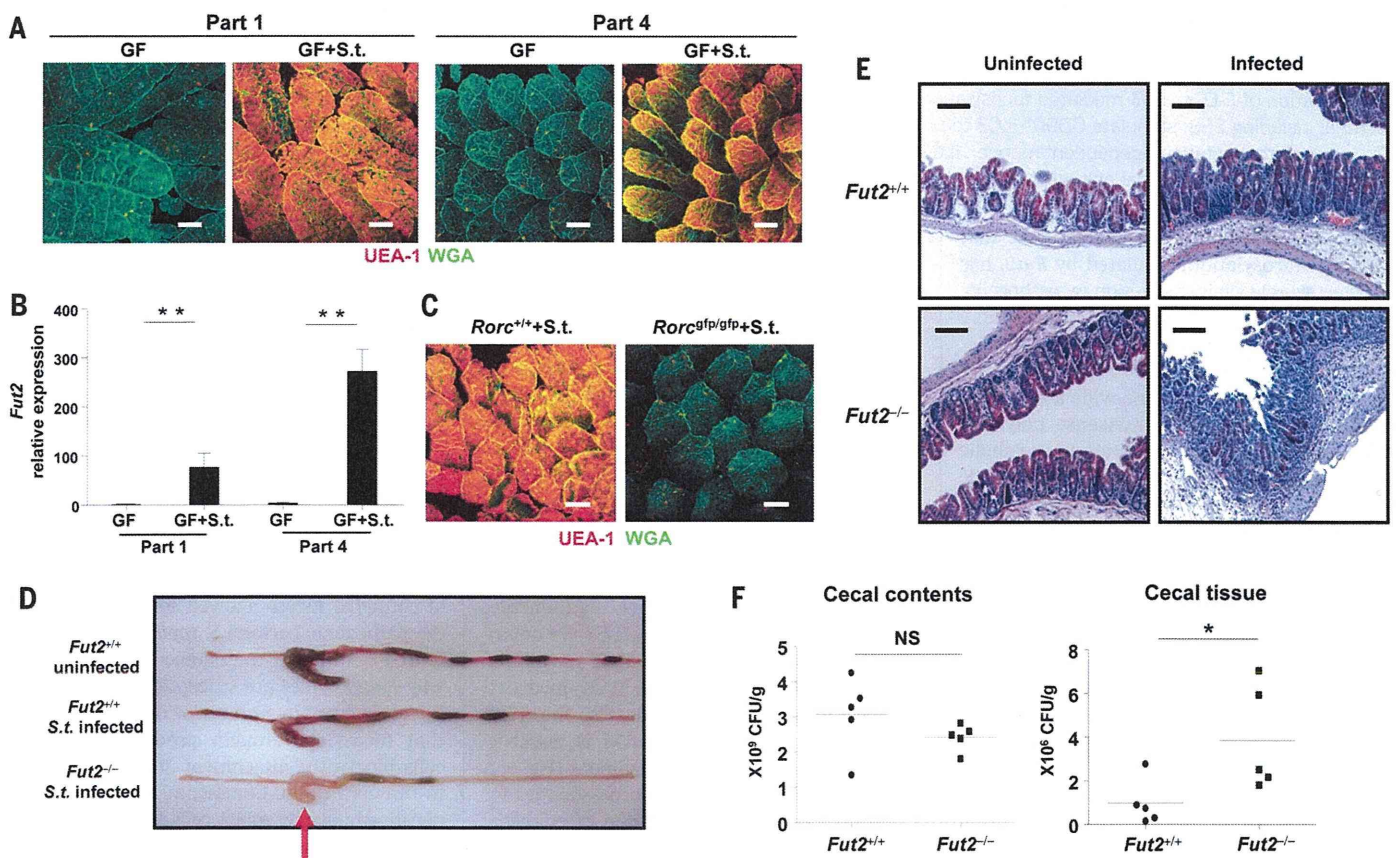 A
Part 1
Part 4
GF
GF+S.t.
GF
GF+S.t.
UEA-1 WGA
B
Fut2
relative expression
400
300
200
100
0
* *
* *
GF
GF+S.t.
GF
GF+S.t.
Part 1
Part 4
C
Rorc+/++S.t.
Rorcgfp/gfp+S.t.
UEA-1 WGA
D
Fut2+/+
uninfected
Fut2+/+
S.t. infected
Fut2–/–
S.t. infected
E
Uninfected
Infected
Fut2+/+
Fut2–/–
F
Cecal contents
NS
X10⁹ CFU/g
5
4
3
2
1
0
Fut2+/+
Fut2–/–
Cecal tissue
*
X10⁶ CFU/g
8
6
4
2
0
Fut2+/+
Fut2–/–